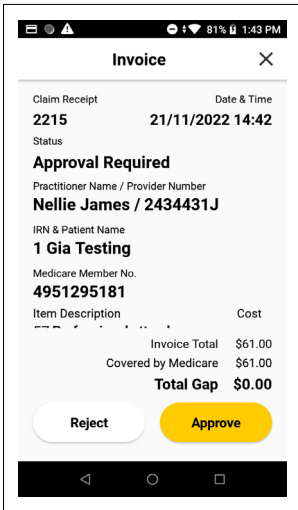 81% 1:43 PM
Invoice
Claim Receipt Date & Time
2215 21/11/2022 14:42
Status
Approval Required
Practitioner Name / Provider Number
Nellie James / 2434431J
IRN & Patient Name
1 Gia Testing
Medicare Member No.
4951295181
Item Description Cost
Invoice Total $61.00
Covered by Medicare $61.00
Total Gap $0.00
Reject Approve